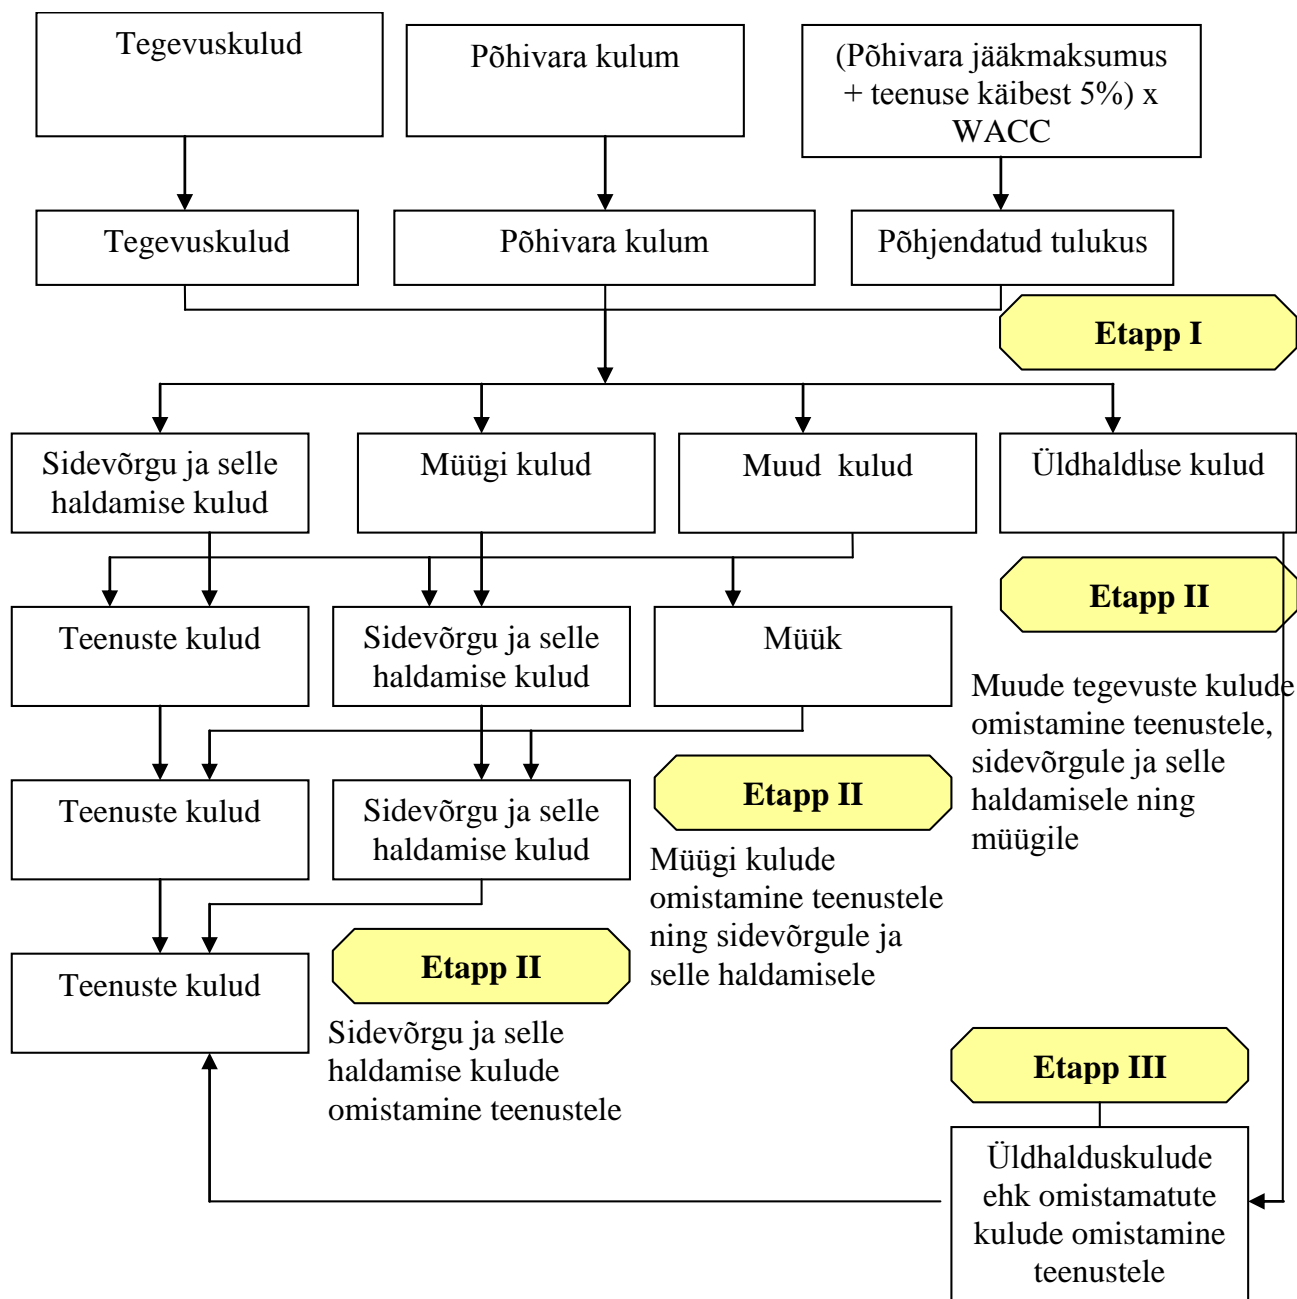 Tegevuskulud
Põhivara kulum
(Põhivara jääkmaksumus
+ teenuse käibest 5%) x
WACC
Tegevuskulud
Põhivara kulum
Põhjendatud tulukus
Etapp I
Sidevõrgu ja selle
haldamise kulud
Müügi kulud
Muud kulud
Üldhalduse kulud
Etapp II
Teenuste kulud
Sidevõrgu ja selle
haldamise kulud
Müük
Muude tegevuste kulude
omistamine teenustele,
sidevõrgule ja selle
haldamisele ning
müügile
Teenuste kulud
Sidevõrgu ja selle
haldamise kulud
Etapp II
Müügi kulude
omistamine teenustele
ning sidevõrgule ja
selle haldamisele
Teenuste kulud
Etapp II
Sidevõrgu ja selle
haldamise kulude
omistamine teenustele
Etapp III
Üldhalduskulude
ehk omistamatute
kulude omistamine
teenustele